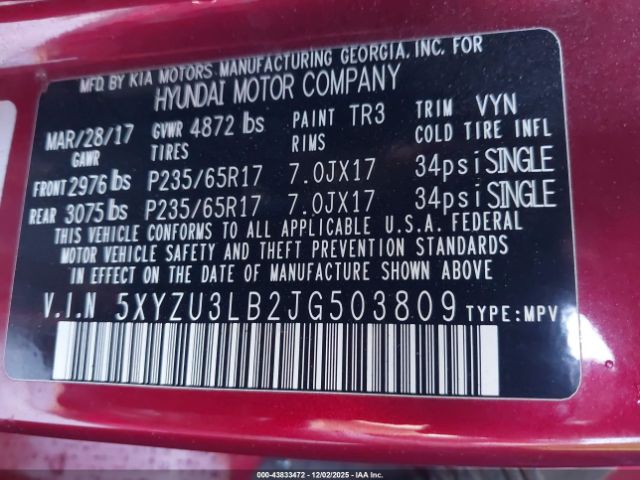 MFD. BY KIA MOTORS MANUFACTURING GEORGIA, INC. FOR
HYUNDAI MOTOR COMPANY
MAR/28/17 GVWR 4872 lbs PAINT TR3 TRIM VYN
GAWR TIRES RIMS COLD TIRE INFL
FRONT 2976 lbs P235/65R17 7.0JX17 34psi SINGLE
REAR 3075 lbs P235/65R17 7.0JX17 34psi SINGLE
THIS VEHICLE CONFORMS TO ALL APPLICABLE U.S.A. FEDERAL
MOTOR VEHICLE SAFETY AND THEFT PREVENTION STANDARDS
IN EFFECT ON THE DATE OF MANUFACTURE SHOWN ABOVE.
V.I.N 5XYZU3LB2JG503809 TYPE:MPV
000-43833472 - 12/02/2025 - IAA Inc.